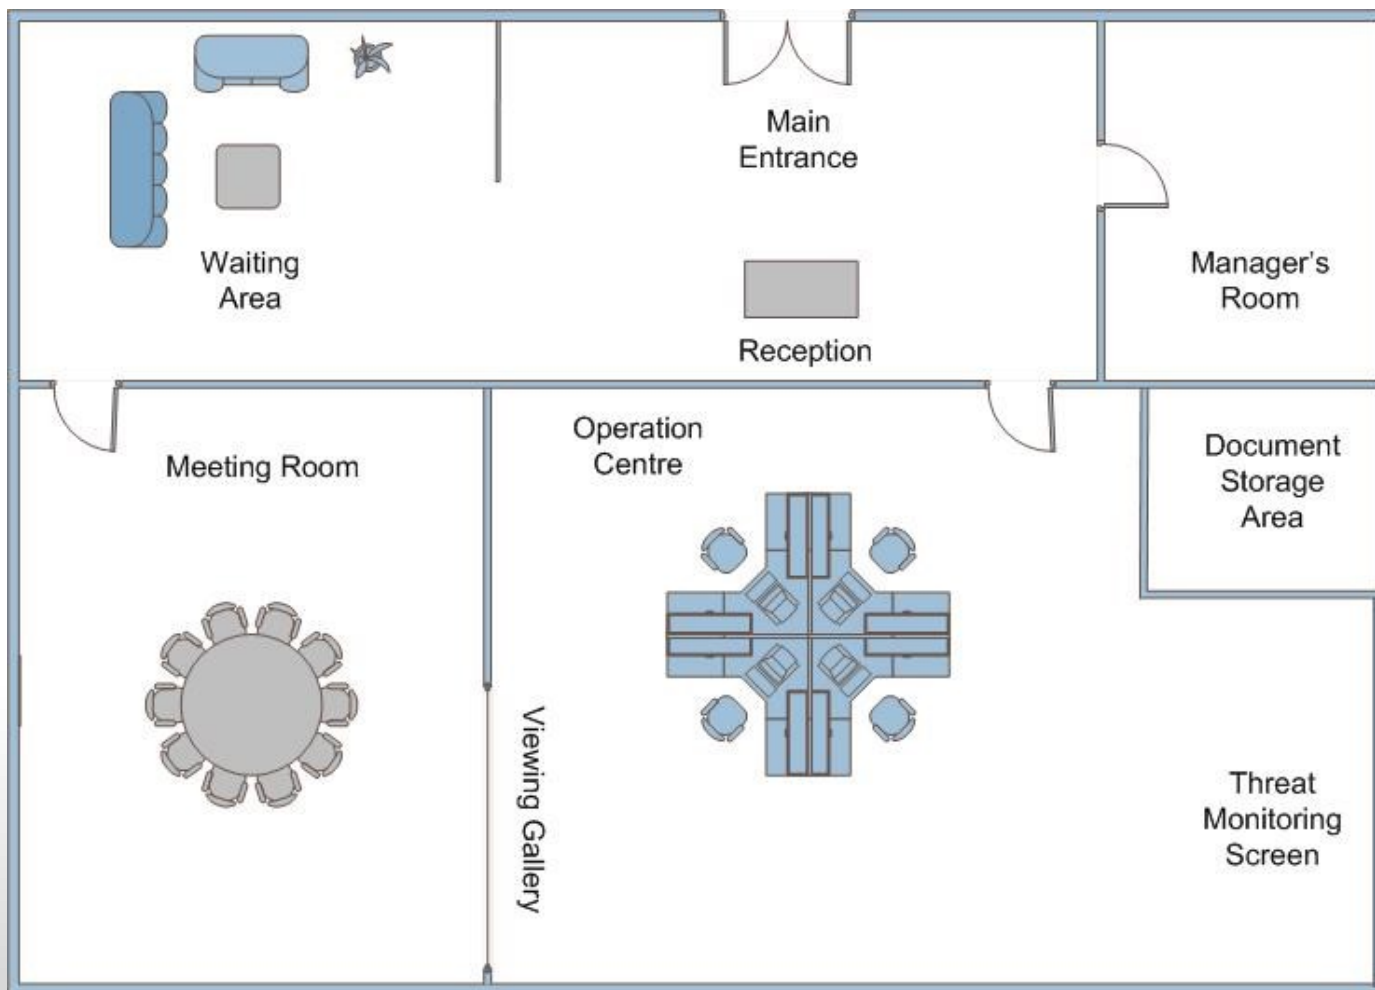 Main
Entrance
Waiting
Area
Manager's
Room
Reception
Operation
Centre
Meeting Room
Document
Storage
Area
Viewing Gallery
Threat
Monitoring
Screen